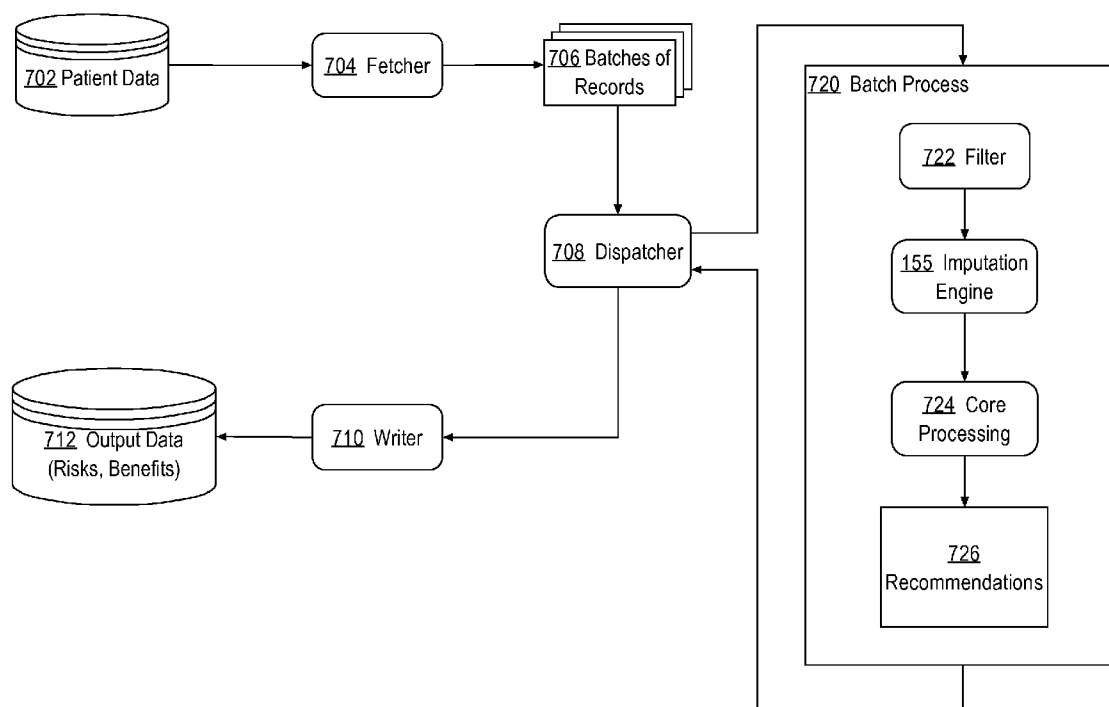 702 Patient Data
704 Fetcher
706 Batches of
Records
720 Batch Process
722 Filter
708 Dispatcher
155 Imputation
Engine
712 Output Data
(Risks, Benefits)
710 Writer
724 Core
Processing
726
Recommendations